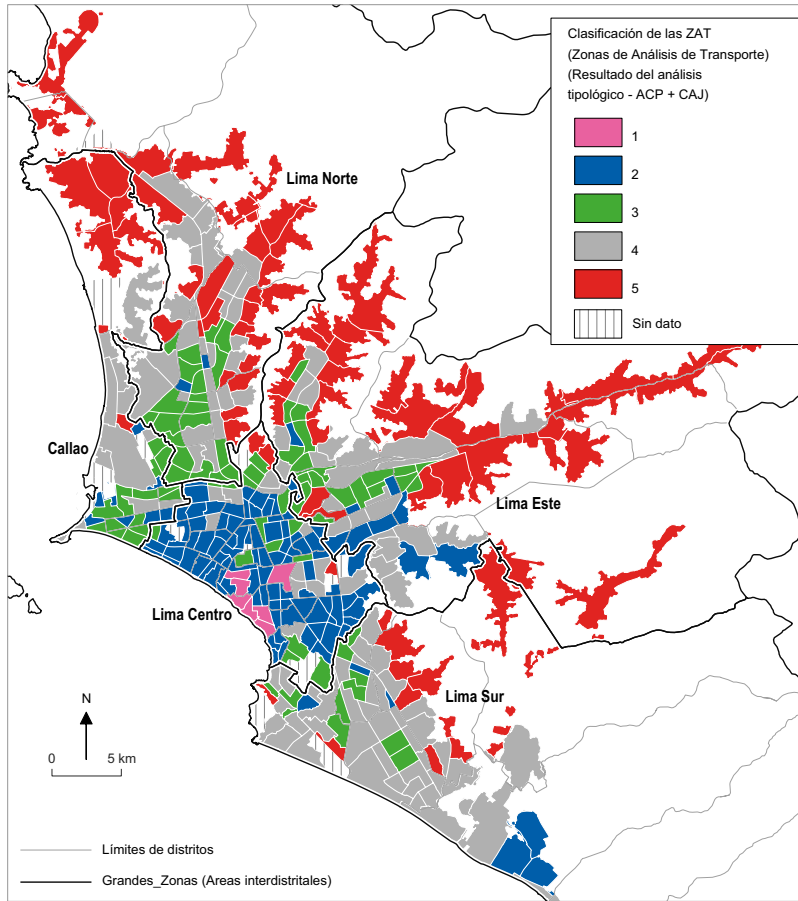 Clasificación de las ZAT
(Zonas de Análisis de Transporte)
(Resultado del análisis
tipológico - ACP + CAJ)
1
2
3
4
5
Sin dato
Lima Norte
Callao
Lima Este
Lima Centro
Lima Sur
N
0 5 km
Límites de distritos
Grandes_Zonas (Areas interdistritales)